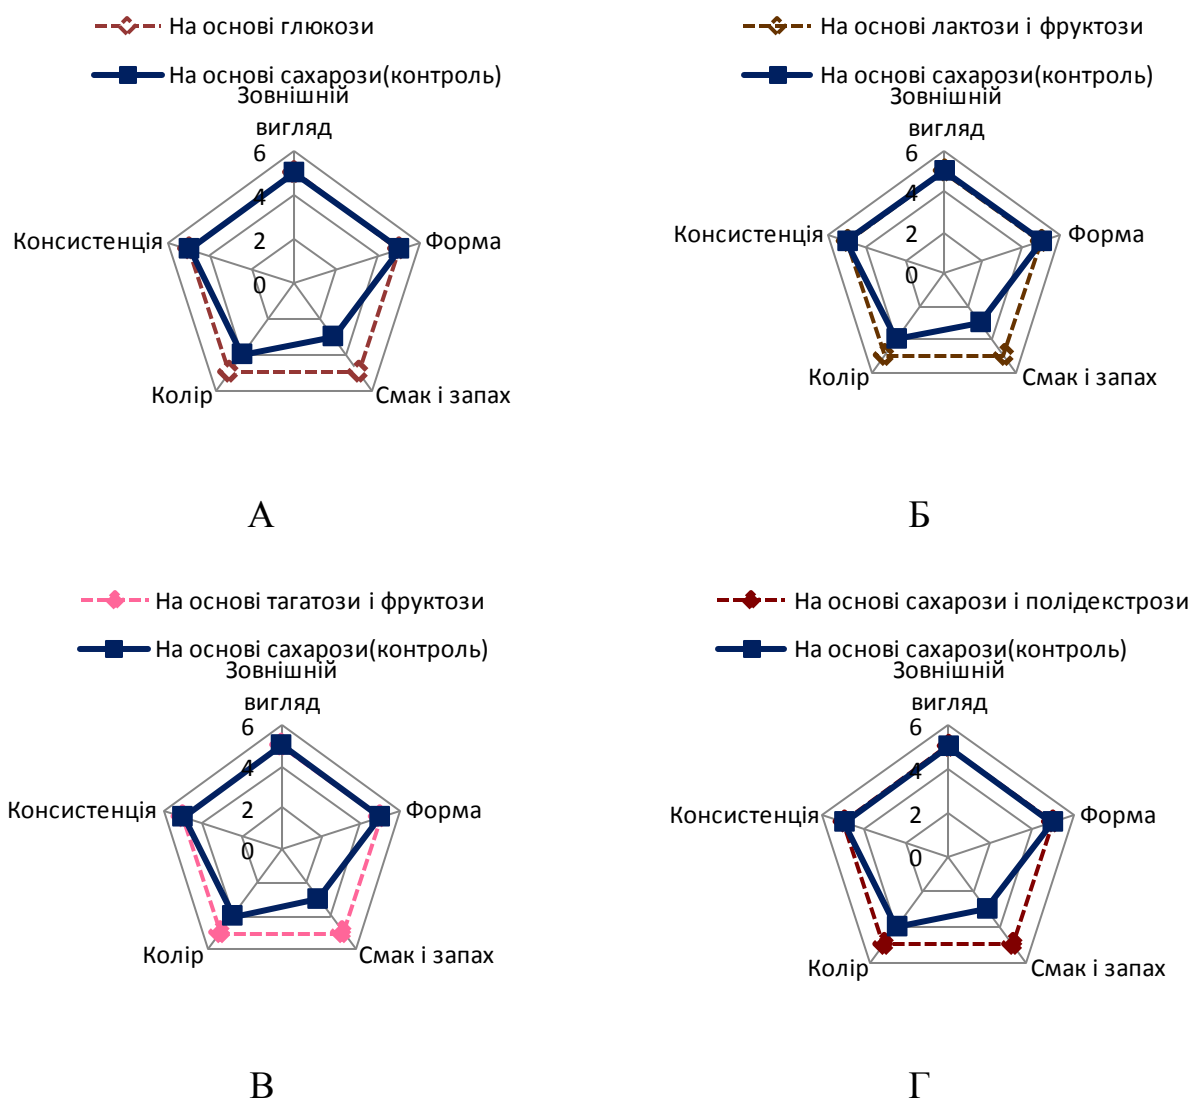 На основі глюкози
На основі сахарози(контроль)
Зовнішній
вигляд
6
4
2
0
Консистенція
Форма
Колір
Смак і запах
А
На основі лактози і фруктози
На основі сахарози(контроль)
Зовнішній
вигляд
6
4
2
0
Консистенція
Форма
Колір
Смак і запах
Б
На основі тагатози і фруктози
На основі сахарози(контроль)
Зовнішній
вигляд
6
4
2
0
Консистенція
Форма
Колір
Смак і запах
В
На основі сахарози і полідекстрози
На основі сахарози(контроль)
Зовнішній
вигляд
6
4
2
0
Консистенція
Форма
Колір
Смак і запах
Г